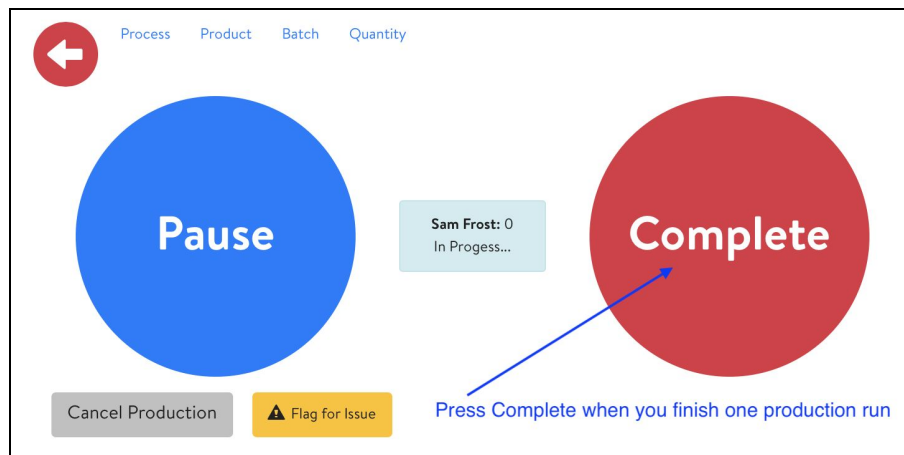 Process Product Batch Quantity
Pause
Sam Frost: 0
In Progess...
Complete
Cancel Production
Flag for Issue
Press Complete when you finish one production run